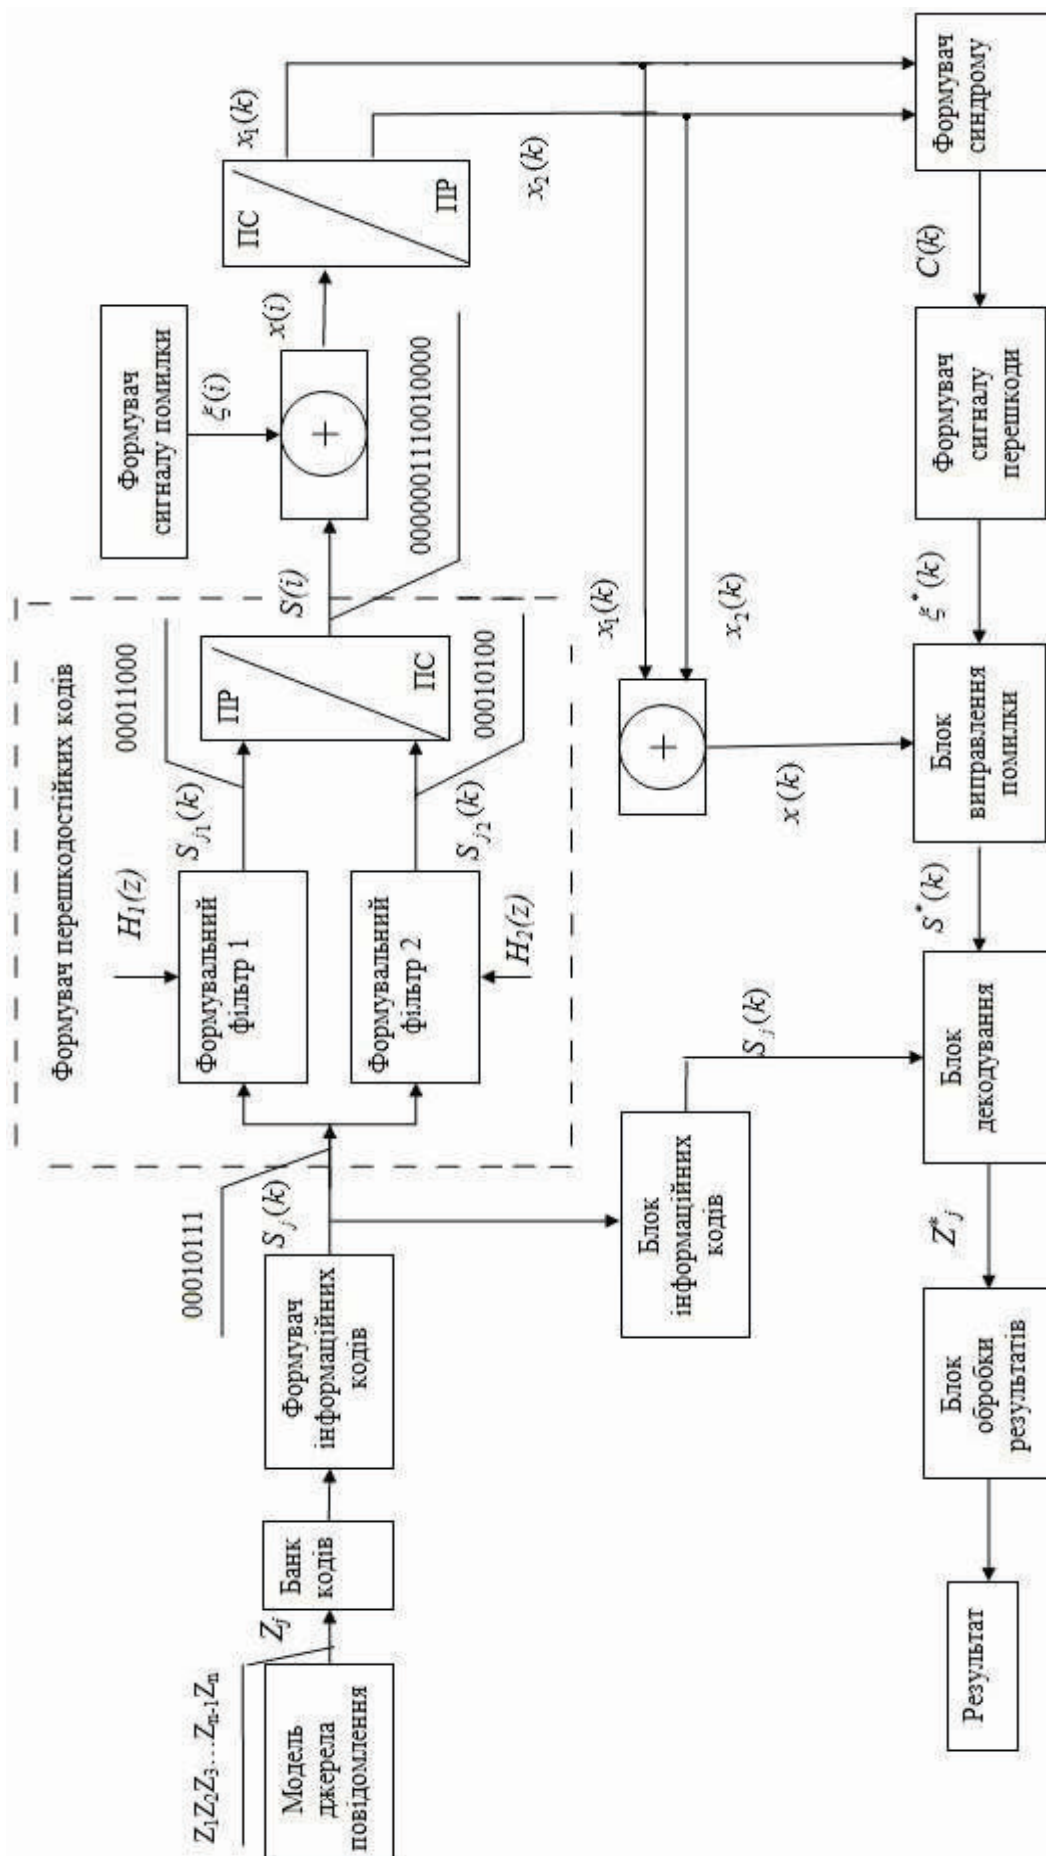 Z₁Z₂Z₃...Zₙ₋₁Zₙ
Модель
джерела
повідомлення
Zⱼ
Банк
кодів
Формувач
інформаційних
кодів
00010111
Sⱼ(k)
Формувач перешкодостійких кодів
H₁(z)
Формувальний
фільтр 1
Формувальний
фільтр 2
H₂(z)
Sⱼ₁(k)
00011000
Sⱼ₂(k)
00010100
ПР
ПС
S(i)
0000001110010000
Формувач
сигналу помилки
ξ(i)
+
x(i)
ПС
ПР
x₁(k)
x₂(k)
Блок
інформаційних
кодів
Sⱼ(k)
+
x₁(k)
x₂(k)
x(k)
Результат
Блок
обробки
результатів
Z*ⱼ
Блок
декодування
S*(k)
Блок
виправлення
помилки
ξ*(k)
Формувач
сигналу
перешкоди
C(k)
Формувач
синдрому